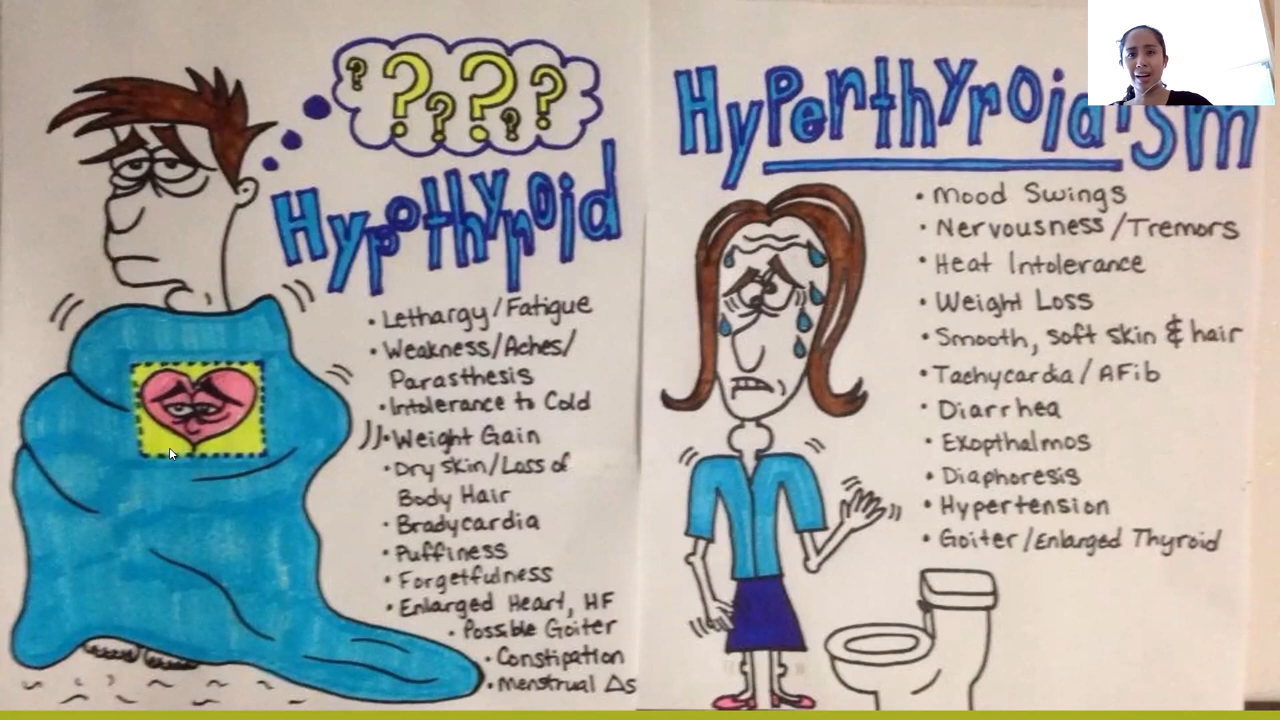 ? ? ? ? ? ?
Hypothyroid
• Lethargy/Fatigue
• Weakness/Aches/
Parasthesis
• Intolerance to Cold
• Weight Gain
• Dry skin/Loss of
Body Hair
• Bradycardia
• Puffiness
• Forgetfulness
• Enlarged Heart, HF
• Possible Goiter
• Constipation
• Menstrual Δs
Hyperthyroidism
• Mood Swings
• Nervousness/Tremors
• Heat Intolerance
• Weight Loss
• Smooth, soft skin & hair
• Tachycardia/AFib
• Diarrhea
• Exopthalmos
• Diaphoresis
• Hypertension
• Goiter/Enlarged Thyroid